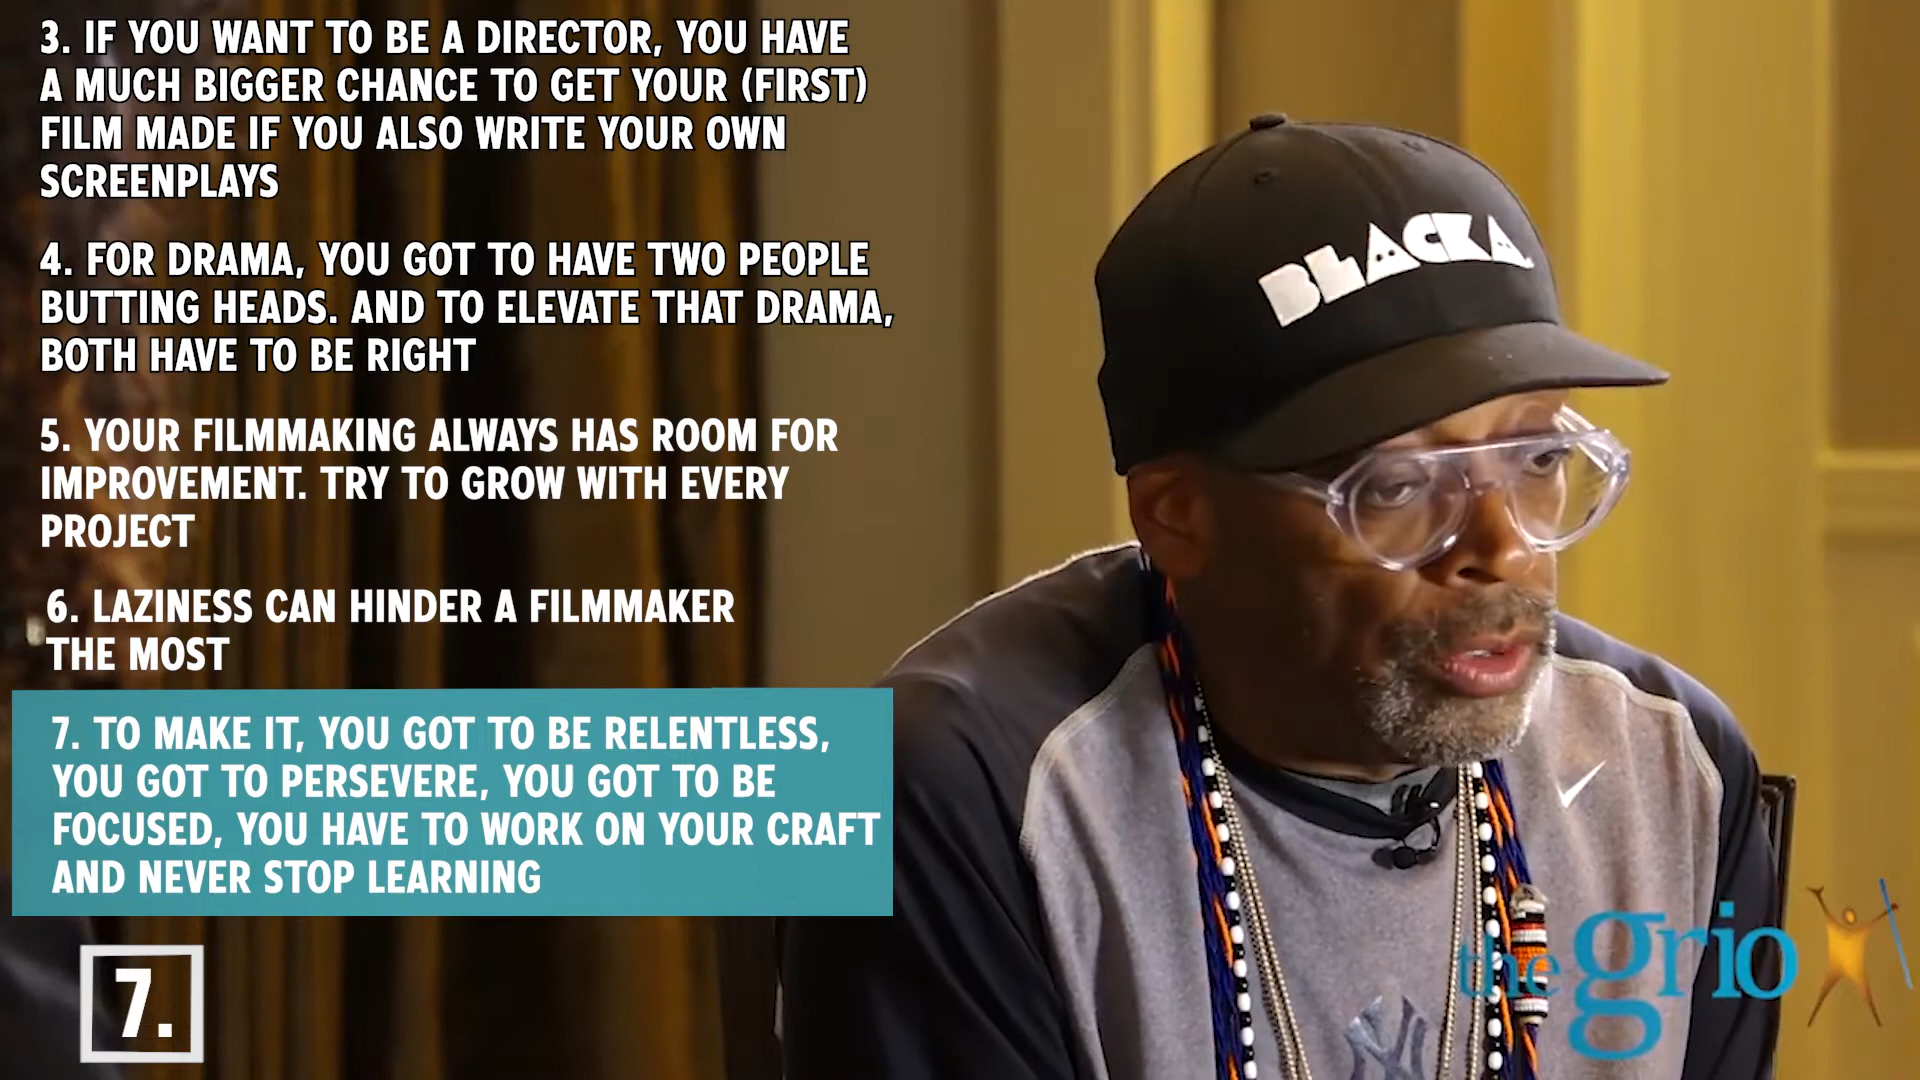 3. IF YOU WANT TO BE A DIRECTOR, YOU HAVE
A MUCH BIGGER CHANCE TO GET YOUR (FIRST)
FILM MADE IF YOU ALSO WRITE YOUR OWN
SCREENPLAYS
4. FOR DRAMA, YOU GOT TO HAVE TWO PEOPLE
BUTTING HEADS. AND TO ELEVATE THAT DRAMA,
BOTH HAVE TO BE RIGHT
5. YOUR FILMMAKING ALWAYS HAS ROOM FOR
IMPROVEMENT. TRY TO GROW WITH EVERY
PROJECT
6. LAZINESS CAN HINDER A FILMMAKER
THE MOST
7. TO MAKE IT, YOU GOT TO BE RELENTLESS,
YOU GOT TO PERSEVERE, YOU GOT TO BE
FOCUSED, YOU HAVE TO WORK ON YOUR CRAFT
AND NEVER STOP LEARNING
7.
BLACKA
NY
the grio